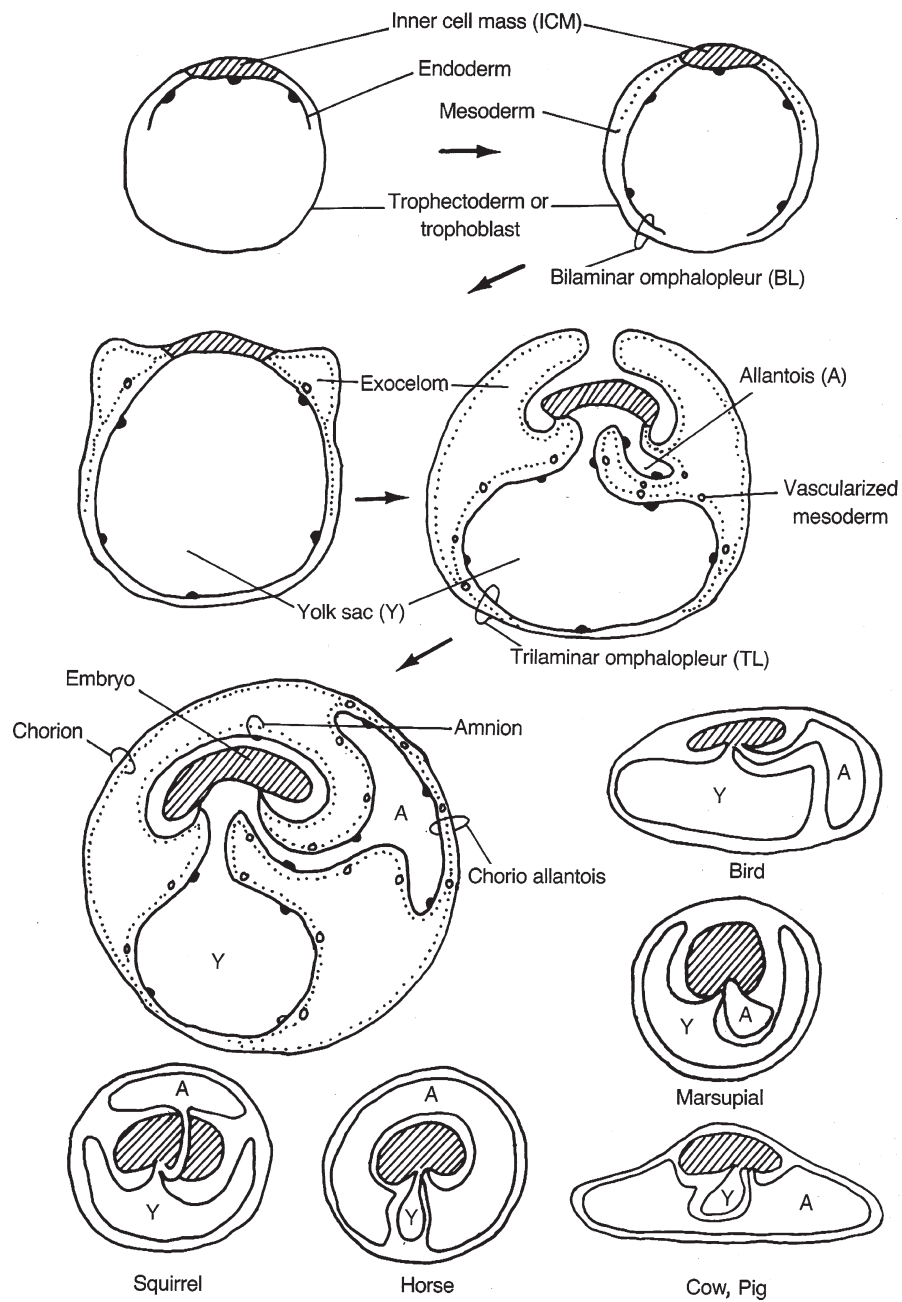 Inner cell mass (ICM)
Endoderm
Mesoderm
Trophectoderm or
trophoblast
Bilaminar omphalopleur (BL)
Exocelom
Allantois (A)
Vascularized
mesoderm
Yolk sac (Y)
Trilaminar omphalopleur (TL)
Embryo
Chorion
Amnion
A
Chorio allantois
Y
Y
A
Bird
Y
A
Marsupial
A
Y
Squirrel
A
Y
Horse
Y
A
Cow, Pig